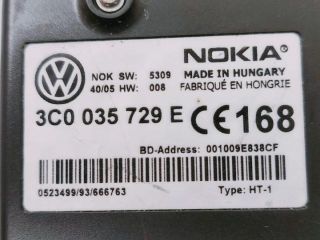 NOKIA®
NOK SW: 5309 MADE IN HUNGARY
40/05 HW: 008 FABRIQUÉ EN HONGRIE
3C0 035 729 E CE168
BD-Address: 001009E838CF
0523499/93/666763 Type: HT-1